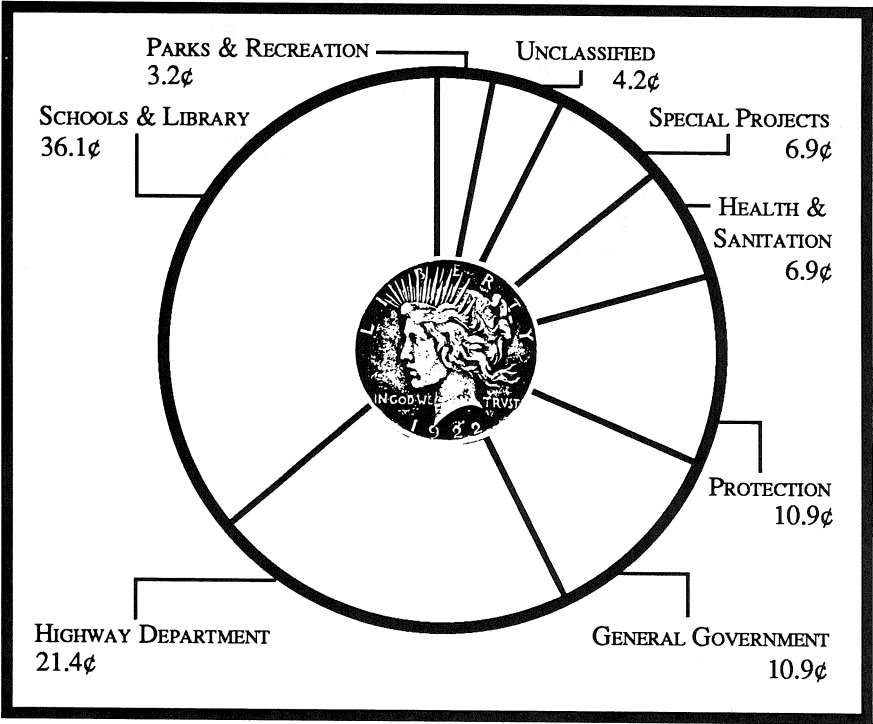 PARKS & RECREATION
3.2¢
UNCLASSIFIED
4.2¢
SCHOOLS & LIBRARY
36.1¢
SPECIAL PROJECTS
6.9¢
HEALTH &
SANITATION
6.9¢
LIBERTY
IN GOD WE TRVST
1922
PROTECTION
10.9¢
HIGHWAY DEPARTMENT
21.4¢
GENERAL GOVERNMENT
10.9¢